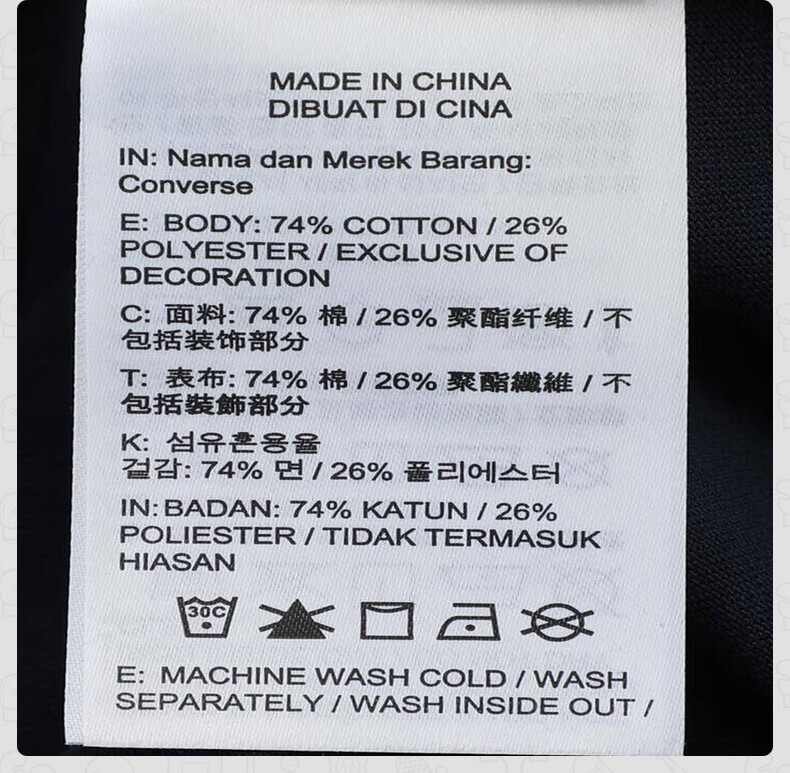 MADE IN CHINA
DIBUAT DI CINA
IN: Nama dan Merek Barang:
Converse
E: BODY: 74% COTTON / 26%
POLYESTER / EXCLUSIVE OF
DECORATION
C: 面料: 74% 棉 / 26% 聚酯纤维 / 不
包括装饰部分
T: 表布: 74% 棉 / 26% 聚酯纖維 / 不
包括裝飾部分
K: 섬유혼용율
겉감: 74% 면 / 26% 폴리에스터
IN: BADAN: 74% KATUN / 26%
POLIESTER / TIDAK TERMASUK
HIASAN
30C
E: MACHINE WASH COLD / WASH
SEPARATELY / WASH INSIDE OUT /